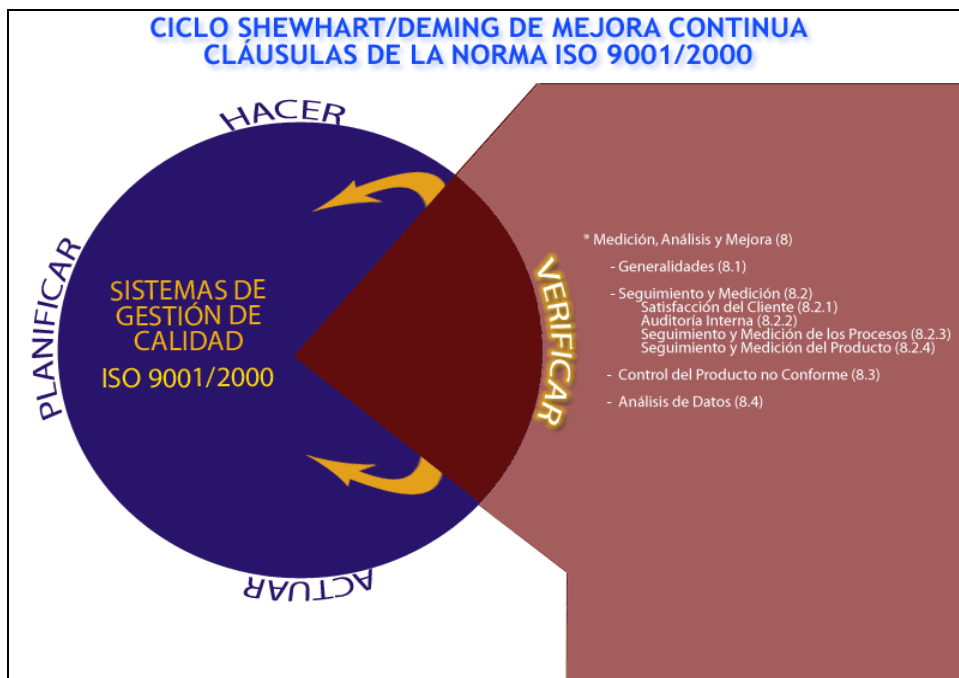 CICLO SHEWHART/DEMING DE MEJORA CONTINUA
CLÁUSULAS DE LA NORMA ISO 9001/2000
HACER
PLANIFICAR
SISTEMAS DE
GESTIÓN DE
CALIDAD
ISO 9001/2000
VERIFICAR
ACTUAR
* Medición, Análisis y Mejora (8)
- Generalidades (8.1)
- Seguimiento y Medición (8.2)
Satisfacción del Cliente (8.2.1)
Auditoría Interna (8.2.2)
Seguimiento y Medición de los Procesos (8.2.3)
Seguimiento y Medición del Producto (8.2.4)
- Control del Producto no Conforme (8.3)
- Análisis de Datos (8.4)